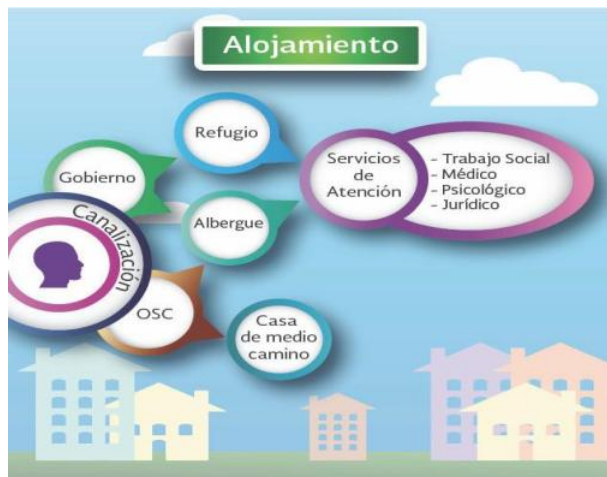 Alojamiento
Refugio
Gobierno
Servicios
de
Atención
- Trabajo Social
- Médico
- Psicológico
- Jurídico
Albergue
Canalización
OSC
Casa
de medio
camino